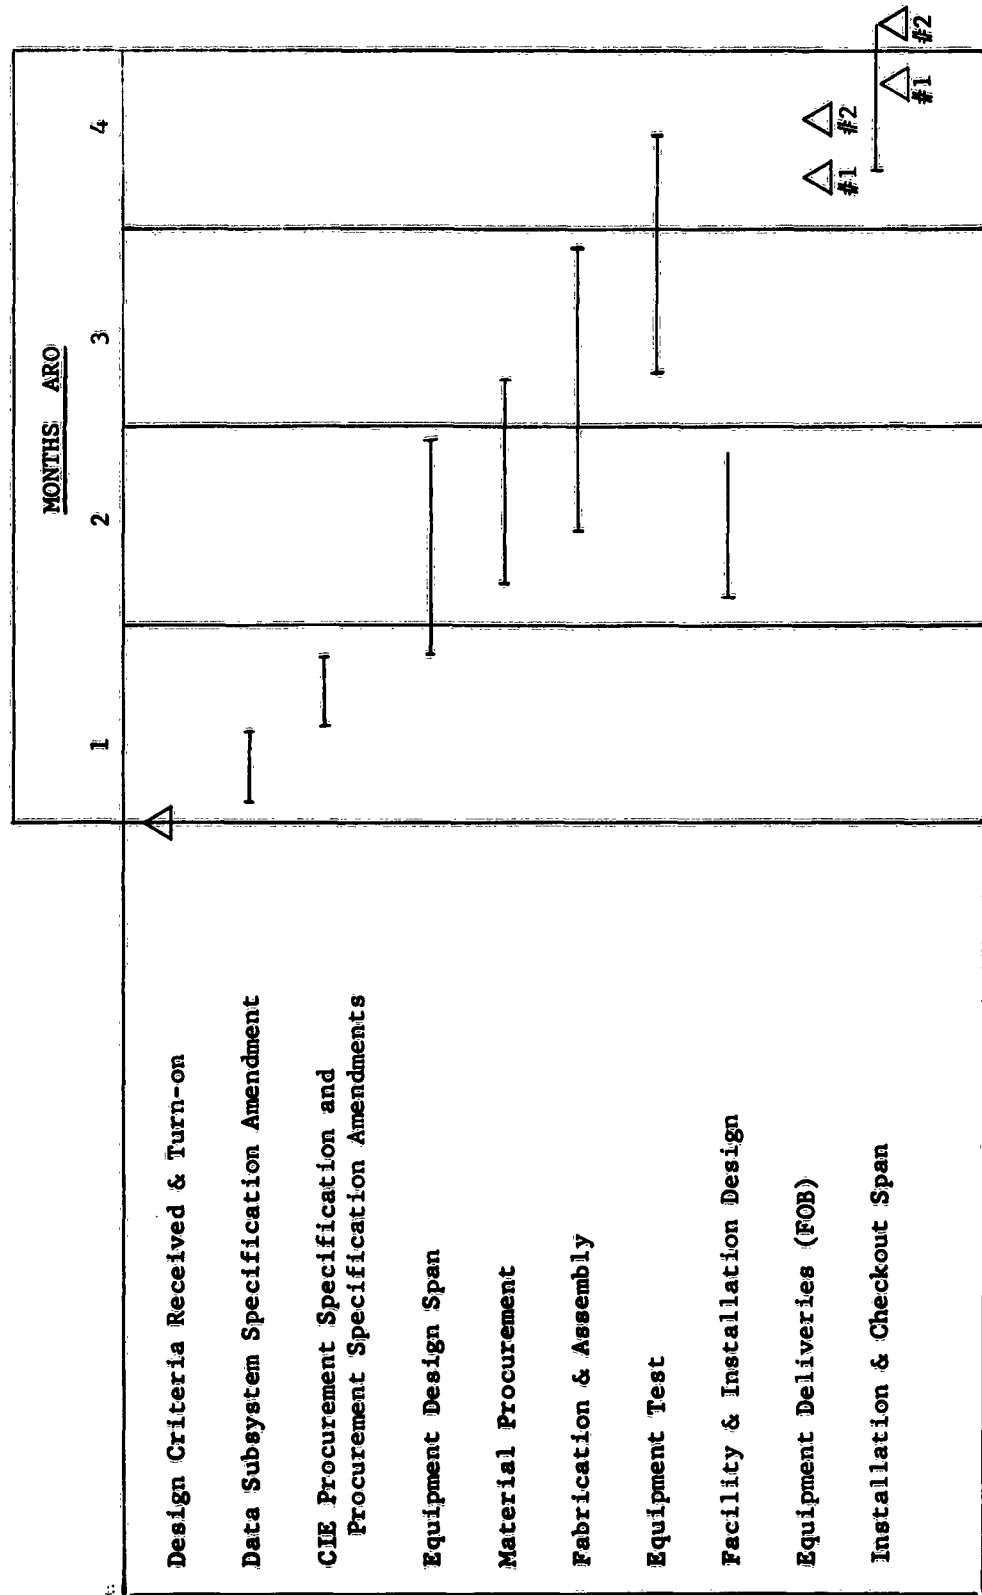 MONTHS ARO
1 2 3 4
Design Criteria Received & Turn-on
Data Subsystem Specification Amendment
CIE Procurement Specification and
Procurement Specification Amendments
Equipment Design Span
Material Procurement
Fabrication & Assembly
Equipment Test
Facility & Installation Design
Equipment Deliveries (FOB)
#1 #2
Installation & Checkout Span
#1 #2